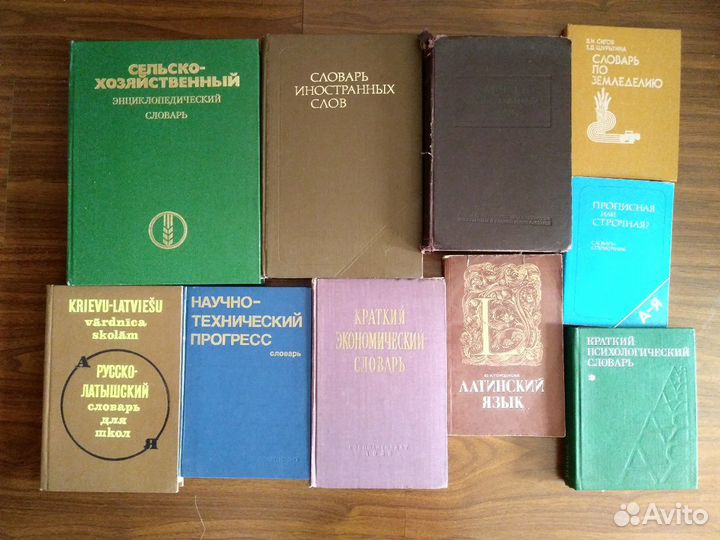 СЕЛЬСКО-
ХОЗЯЙСТВЕННЫЙ
ЭНЦИКЛОПЕДИЧЕСКИЙ
СЛОВАРЬ
СЛОВАРЬ
ИНОСТРАННЫХ
СЛОВ
СЛОВАРЬ
ПО
ЗЕМЛЕДЕЛИЮ
ПРОПИСНАЯ
ИЛИ
СТРОЧНАЯ?
А-Я
KRIEVU-LATVIEŠU
vārdnīca
skolām
А
РУССКО-
ЛАТЫШСКИЙ
словарь
для
школ
Я
НАУЧНО-
ТЕХНИЧЕСКИЙ
ПРОГРЕСС
словарь
КРАТКИЙ
ЭКОНОМИЧЕСКИЙ
СЛОВАРЬ
ЛАТИНСКИЙ
ЯЗЫК
КРАТКИЙ
ПСИХОЛОГИЧЕСКИЙ
СЛОВАРЬ
Avito